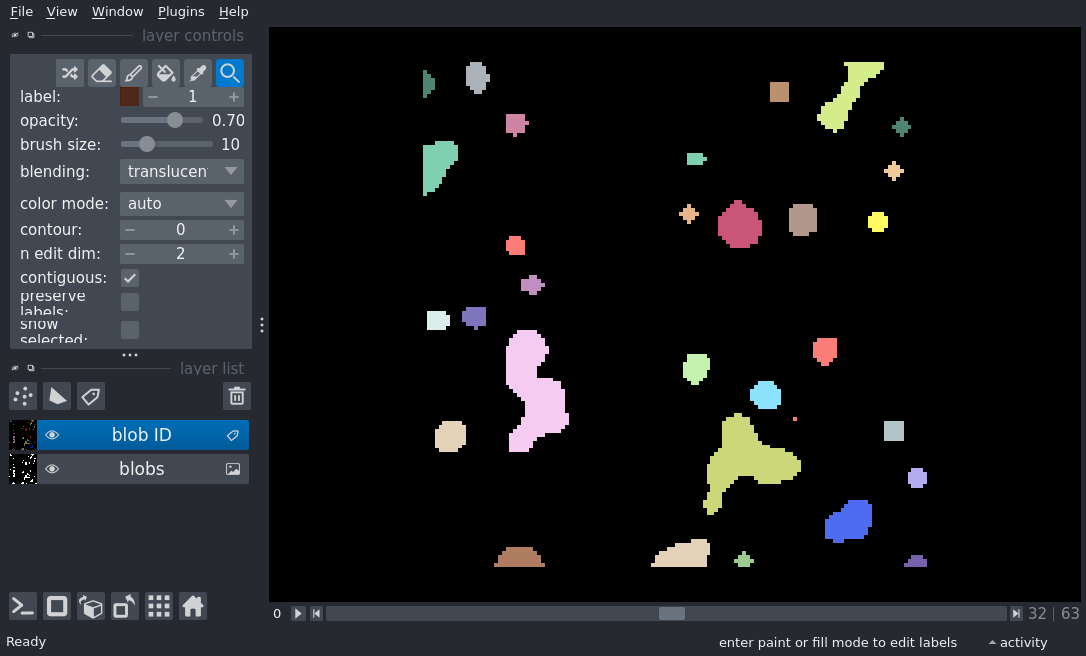 File View Window Plugins Help
layer controls
label: 1
opacity: 0.70
brush size: 10
blending: translucen
color mode: auto
contour: 0
n edit dim: 2
contiguous:
preserve
labels:
show
selected:
layer list
blob ID
blobs
0 32 | 63
Ready enter paint or fill mode to edit labels activity